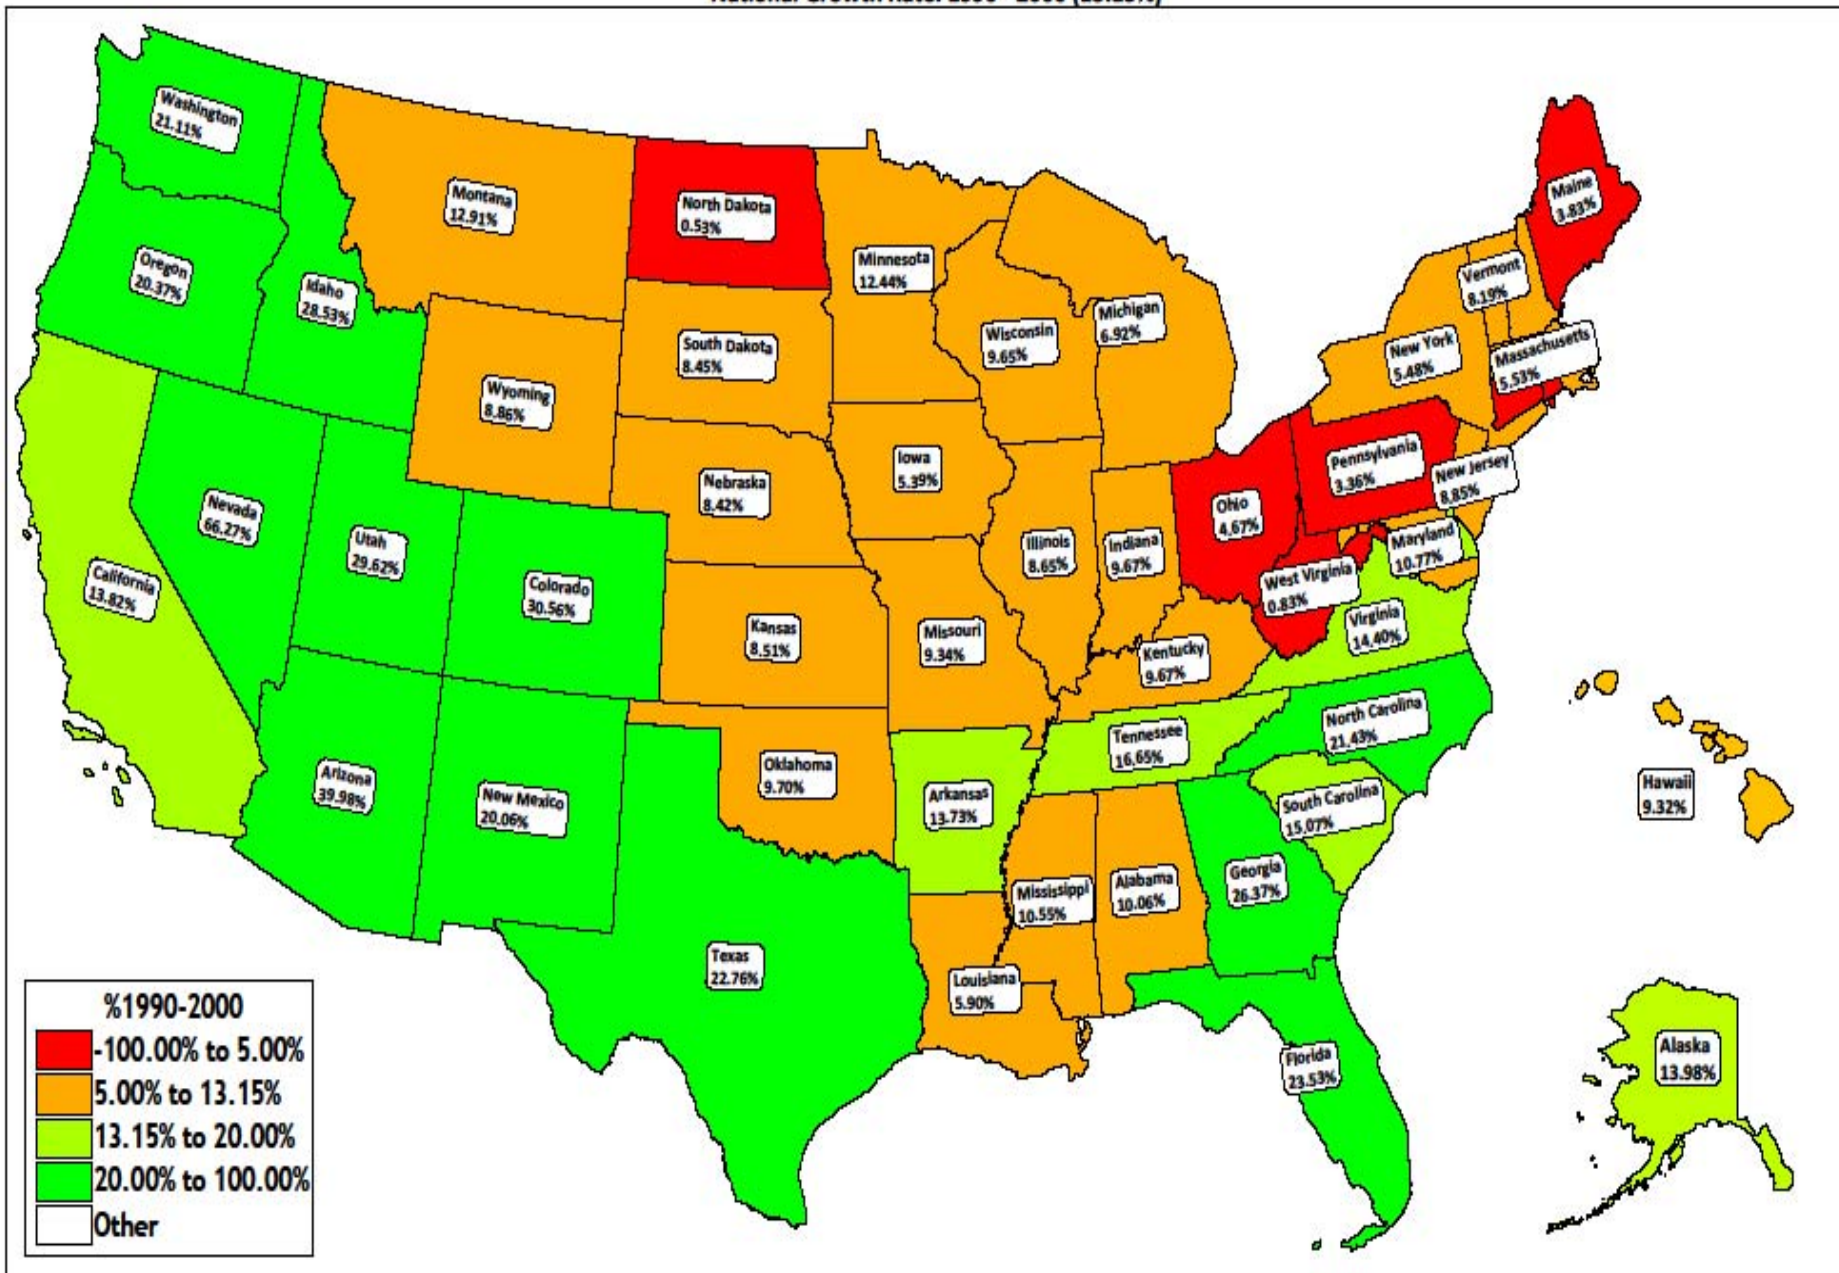 National Growth Rate: 1990 - 2000 (13.15%)
Washington
21.11%
Montana
12.91%
North Dakota
0.53%
Maine
3.83%
Oregon
20.37%
Idaho
28.53%
Minnesota
12.44%
Vermont
8.19%
Michigan
6.92%
Wisconsin
9.65%
South Dakota
8.45%
New York
5.48%
Massachusetts
5.53%
Wyoming
8.86%
Iowa
5.39%
Nebraska
8.42%
Pennsylvania
3.36%
New Jersey
8.85%
Nevada
66.27%
Utah
29.62%
Ohio
4.67%
Illinois
8.65%
Indiana
9.67%
Maryland
10.77%
California
13.82%
Colorado
30.56%
West Virginia
0.83%
Virginia
14.40%
Kansas
8.51%
Missouri
9.34%
Kentucky
9.67%
North Carolina
21.43%
Tennessee
16.65%
Arizona
39.98%
New Mexico
20.06%
Oklahoma
9.70%
Arkansas
13.73%
South Carolina
15.07%
Hawaii
9.32%
Mississippi
10.55%
Alabama
10.06%
Georgia
26.37%
Texas
22.76%
Louisiana
5.90%
Florida
23.53%
Alaska
13.98%
%1990-2000
-100.00% to 5.00%
5.00% to 13.15%
13.15% to 20.00%
20.00% to 100.00%
Other